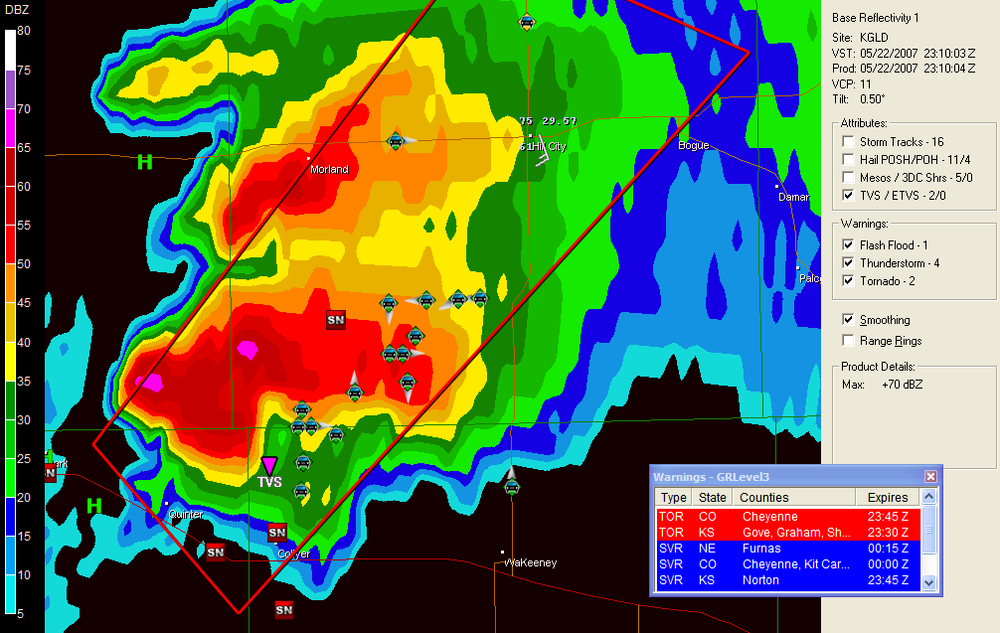 DBZ
80
75
70
65
60
55
50
45
40
35
30
25
20
15
10
5
75 29.57
61 Hill City
Bogue
H
Morland
Damar
Palco
SN
TVS
ark
SN
H
Quinter
SN
SN
Collyer
WaKeeney
SN
Base Reflectivity 1
Site: KGLD
VST: 05/22/2007 23:10:03 Z
Prod: 05/22/2007 23:10:04 Z
VCP: 11
Tilt: 0.50°
Attributes:
Storm Tracks - 16
Hail POSH/POH - 11/4
Mesos / 3DC Shrs - 5/0
TVS / ETVS - 2/0
Warnings:
Flash Flood - 1
Thunderstorm - 4
Tornado - 2
Smoothing
Range Rings
Product Details:
Max: +70 dBZ
Warnings - GRLevel3
Type State Counties Expires
TOR CO Cheyenne 23:45 Z
TOR KS Gove, Graham, Sh... 23:30 Z
SVR NE Furnas 00:15 Z
SVR CO Cheyenne, Kit Car... 00:00 Z
SVR KS Norton 23:45 Z